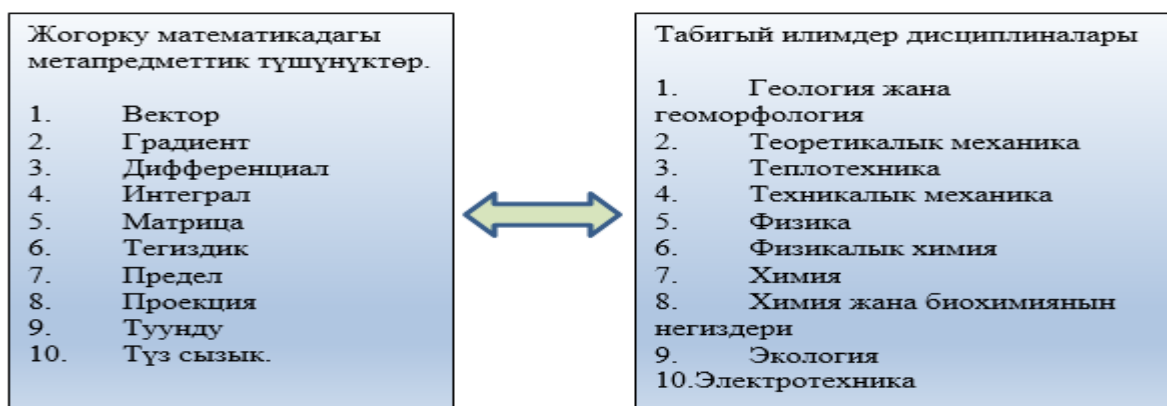 Жогорку математикадагы
метапредметтик түшүнүктөр.
1. Вектор
2. Градиент
3. Дифференциал
4. Интеграл
5. Матрица
6. Тегиздик
7. Предел
8. Проекция
9. Туунду
10. Түз сызык.
Табигый илимдер дисциплиналары
1. Геология жана
геоморфология
2. Теоретикалык механика
3. Теплотехника
4. Техникалык механика
5. Физика
6. Физикалык химия
7. Химия
8. Химия жана биохимиянын
негиздери
9. Экология
10.Электротехника